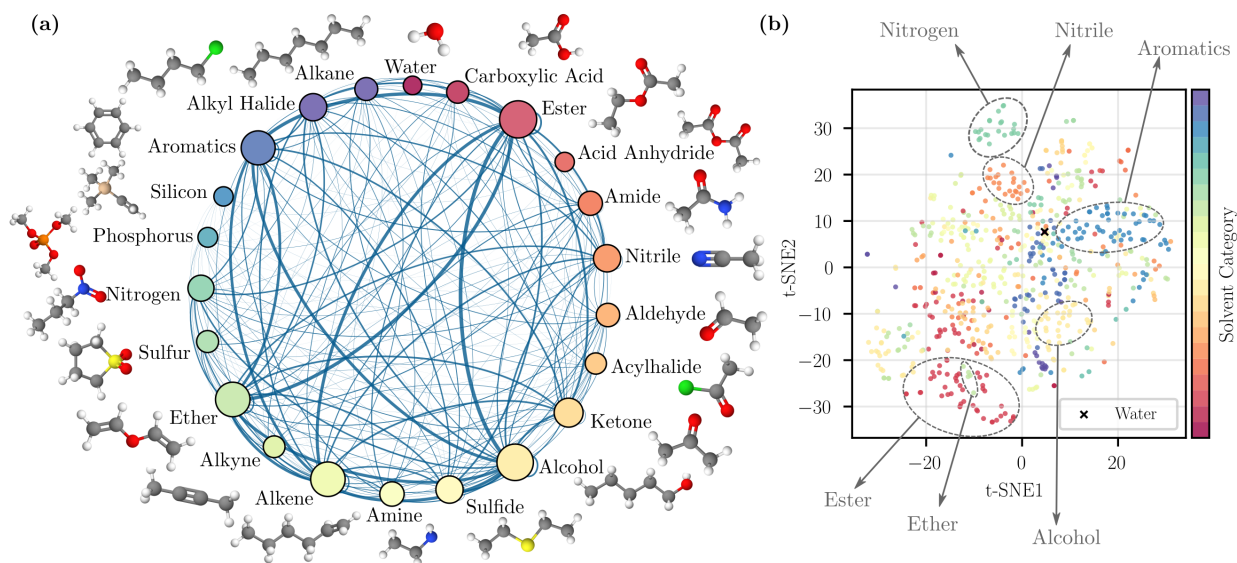 (a)
Alkane
Water
Carboxylic Acid
Alkyl Halide
Ester
Aromatics
Acid Anhydride
Silicon
Amide
Phosphorus
Nitrile
Nitrogen
Aldehyde
Sulfur
Acylhalide
Ether
Ketone
Alkyne
Alcohol
Alkene
Amine
Sulfide
(b)
Nitrogen
Nitrile
Aromatics
30
20
10
0
−10
−20
−30
t-SNE2
−20
0
20
t-SNE1
Water
Solvent Category
Ester
Ether
Alcohol